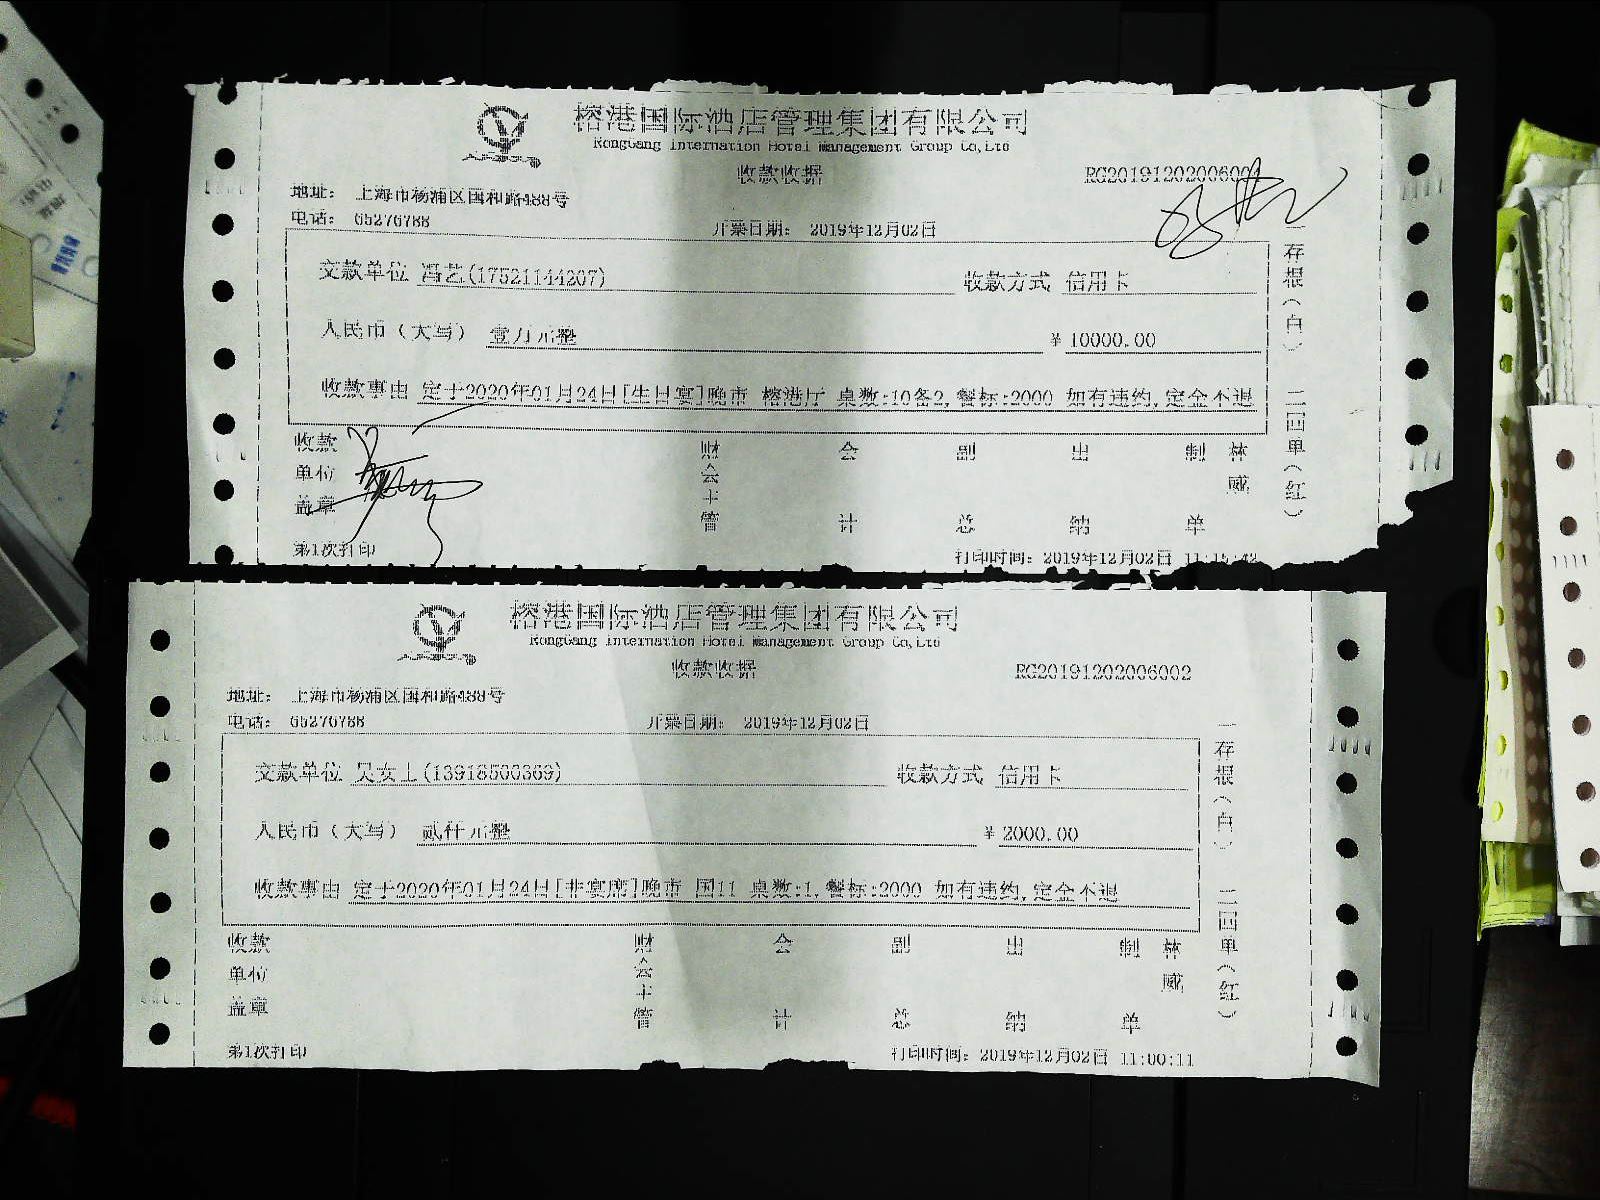 榕港国际酒店管理集团有限公司
RongGang Internation Hotel Management Group Co,Ltd
收款收据
地址： 上海市杨浦区国和路488号
电话： 65276788
开票日期： 2019年12月02日
交款单位 冯艺(17521144207) 收款方式 信用卡
人民币（大写） 壹万元整 ¥ 10000.00
收款事由 定于2020年01月24日[生日宴]晚市 榕港厅 桌数:10备2,餐标:2000 如有违约,定金不退
一存根（白） 二回单（红）
收款单位盖章 财会主管 会计 副总 出纳 制单 林威
第1次打印 打印时间：2019年12月02日 11:15:42
榕港国际酒店管理集团有限公司
RongGang Internation Hotel Management Group Co,Ltd
收款收据 RG20191202006002
地址： 上海市杨浦区国和路488号
电话： 65276788
开票日期： 2019年12月02日
交款单位 吴女士(13918500369) 收款方式 信用卡
人民币（大写） 贰仟元整 ¥ 2000.00
收款事由 定于2020年01月24日[非宴席]晚市 国11 桌数:1,餐标:2000 如有违约,定金不退
一存根（白） 二回单（红）
收款单位盖章 财会主管 会计 副总 出纳 制单 林威
第1次打印 打印时间：2019年12月02日 11:00:11